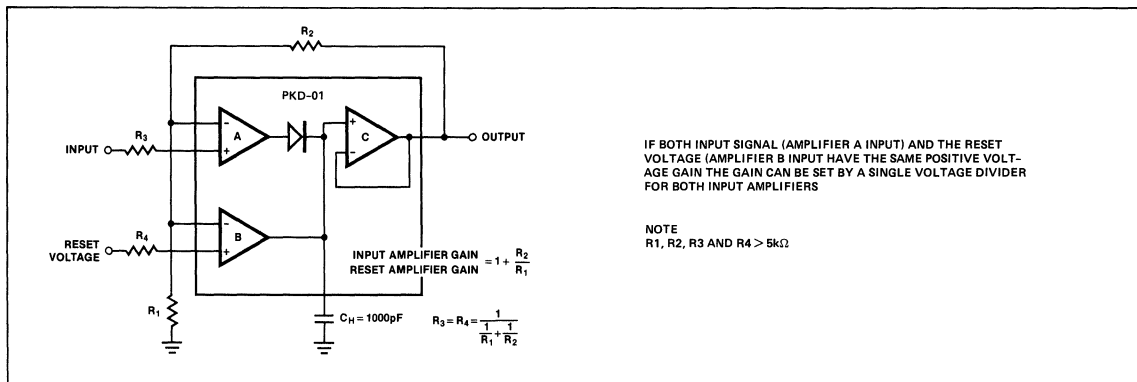 R2
PKD-01
A
C
OUTPUT
R3
INPUT
B
R4
RESET
VOLTAGE
INPUT AMPLIFIER GAIN
RESET AMPLIFIER GAIN = 1 + R2/R1
R1
CH = 1000pF
R3 = R4 = 1/(1/R1 + 1/R2)
IF BOTH INPUT SIGNAL (AMPLIFIER A INPUT) AND THE RESET
VOLTAGE (AMPLIFIER B INPUT HAVE THE SAME POSITIVE VOLT-
AGE GAIN THE GAIN CAN BE SET BY A SINGLE VOLTAGE DIVIDER
FOR BOTH INPUT AMPLIFIERS
NOTE
R1, R2, R3 AND R4 > 5kΩ